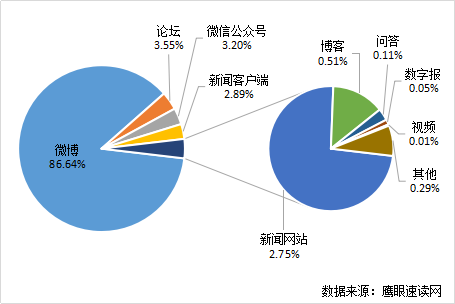 论坛
3.55%
微信公众号
3.20%
新闻客户端
2.89%
微博
86.64%
博客
0.51%
问答
0.11%
数字报
0.05%
视频
0.01%
其他
0.29%
新闻网站
2.75%
数据来源：鹰眼速读网